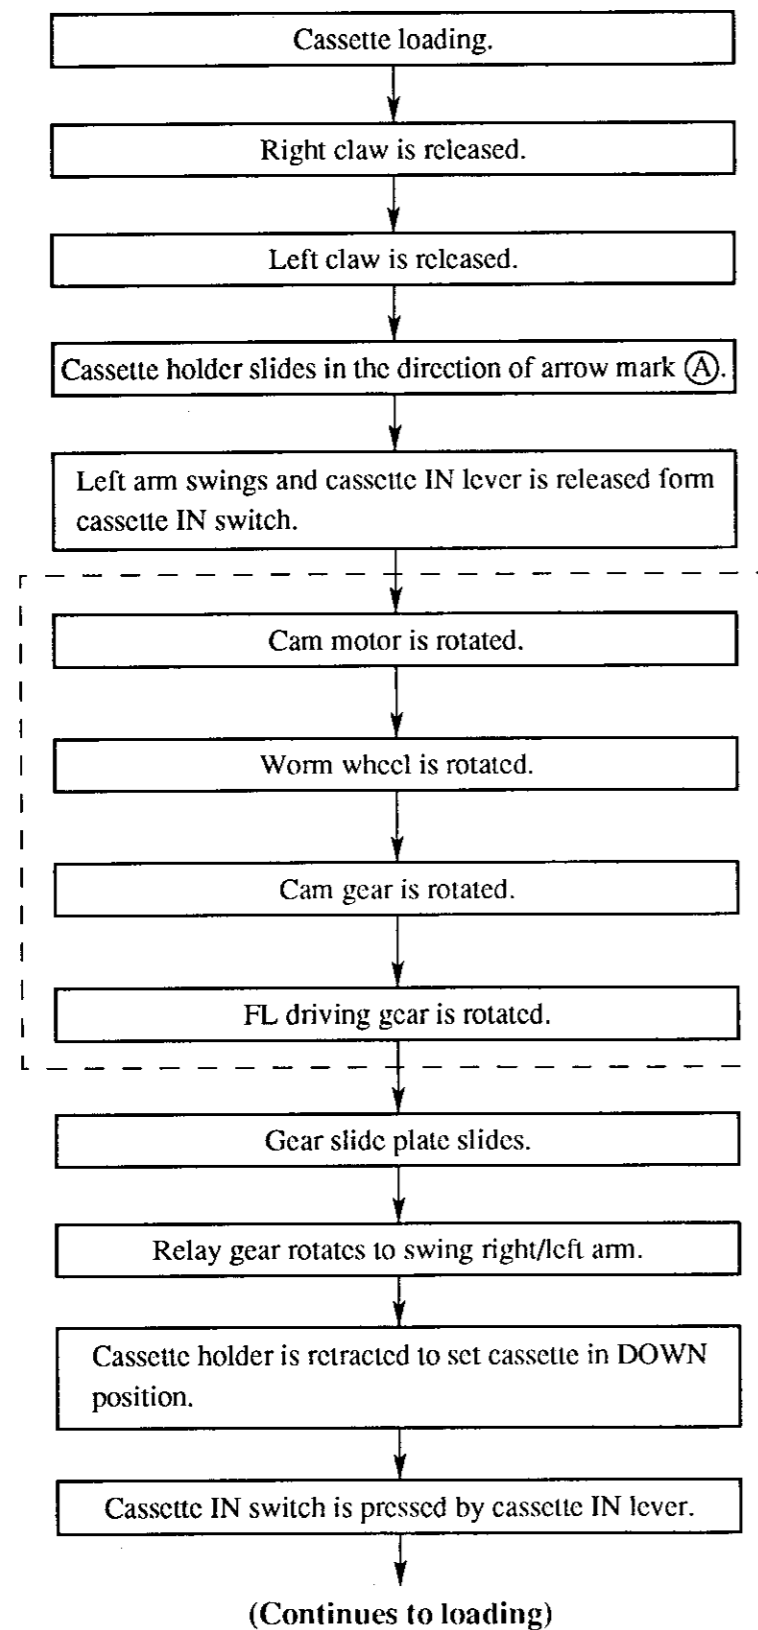 Cassette loading.
Right claw is released.
Left claw is released.
Cassette holder slides in the direction of arrow mark Ⓐ.
Left arm swings and cassette IN lever is released form
cassette IN switch.
Cam motor is rotated.
Worm wheel is rotated.
Cam gear is rotated.
FL driving gear is rotated.
Gear slide plate slides.
Relay gear rotates to swing right/left arm.
Cassette holder is retracted to set cassette in DOWN
position.
Cassette IN switch is pressed by cassette IN lever.
(Continues to loading)